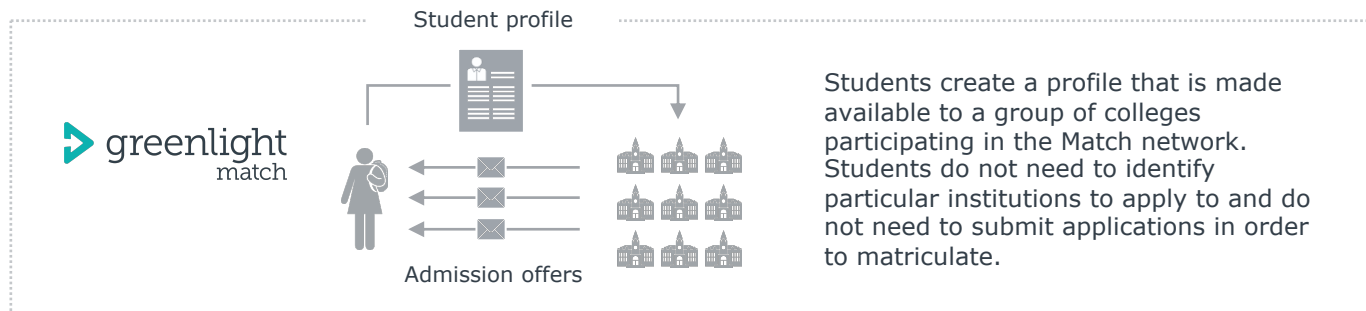 Student profile
greenlight
match
Admission offers
Students create a profile that is made
available to a group of colleges
participating in the Match network.
Students do not need to identify
particular institutions to apply to and do
not need to submit applications in order
to matriculate.